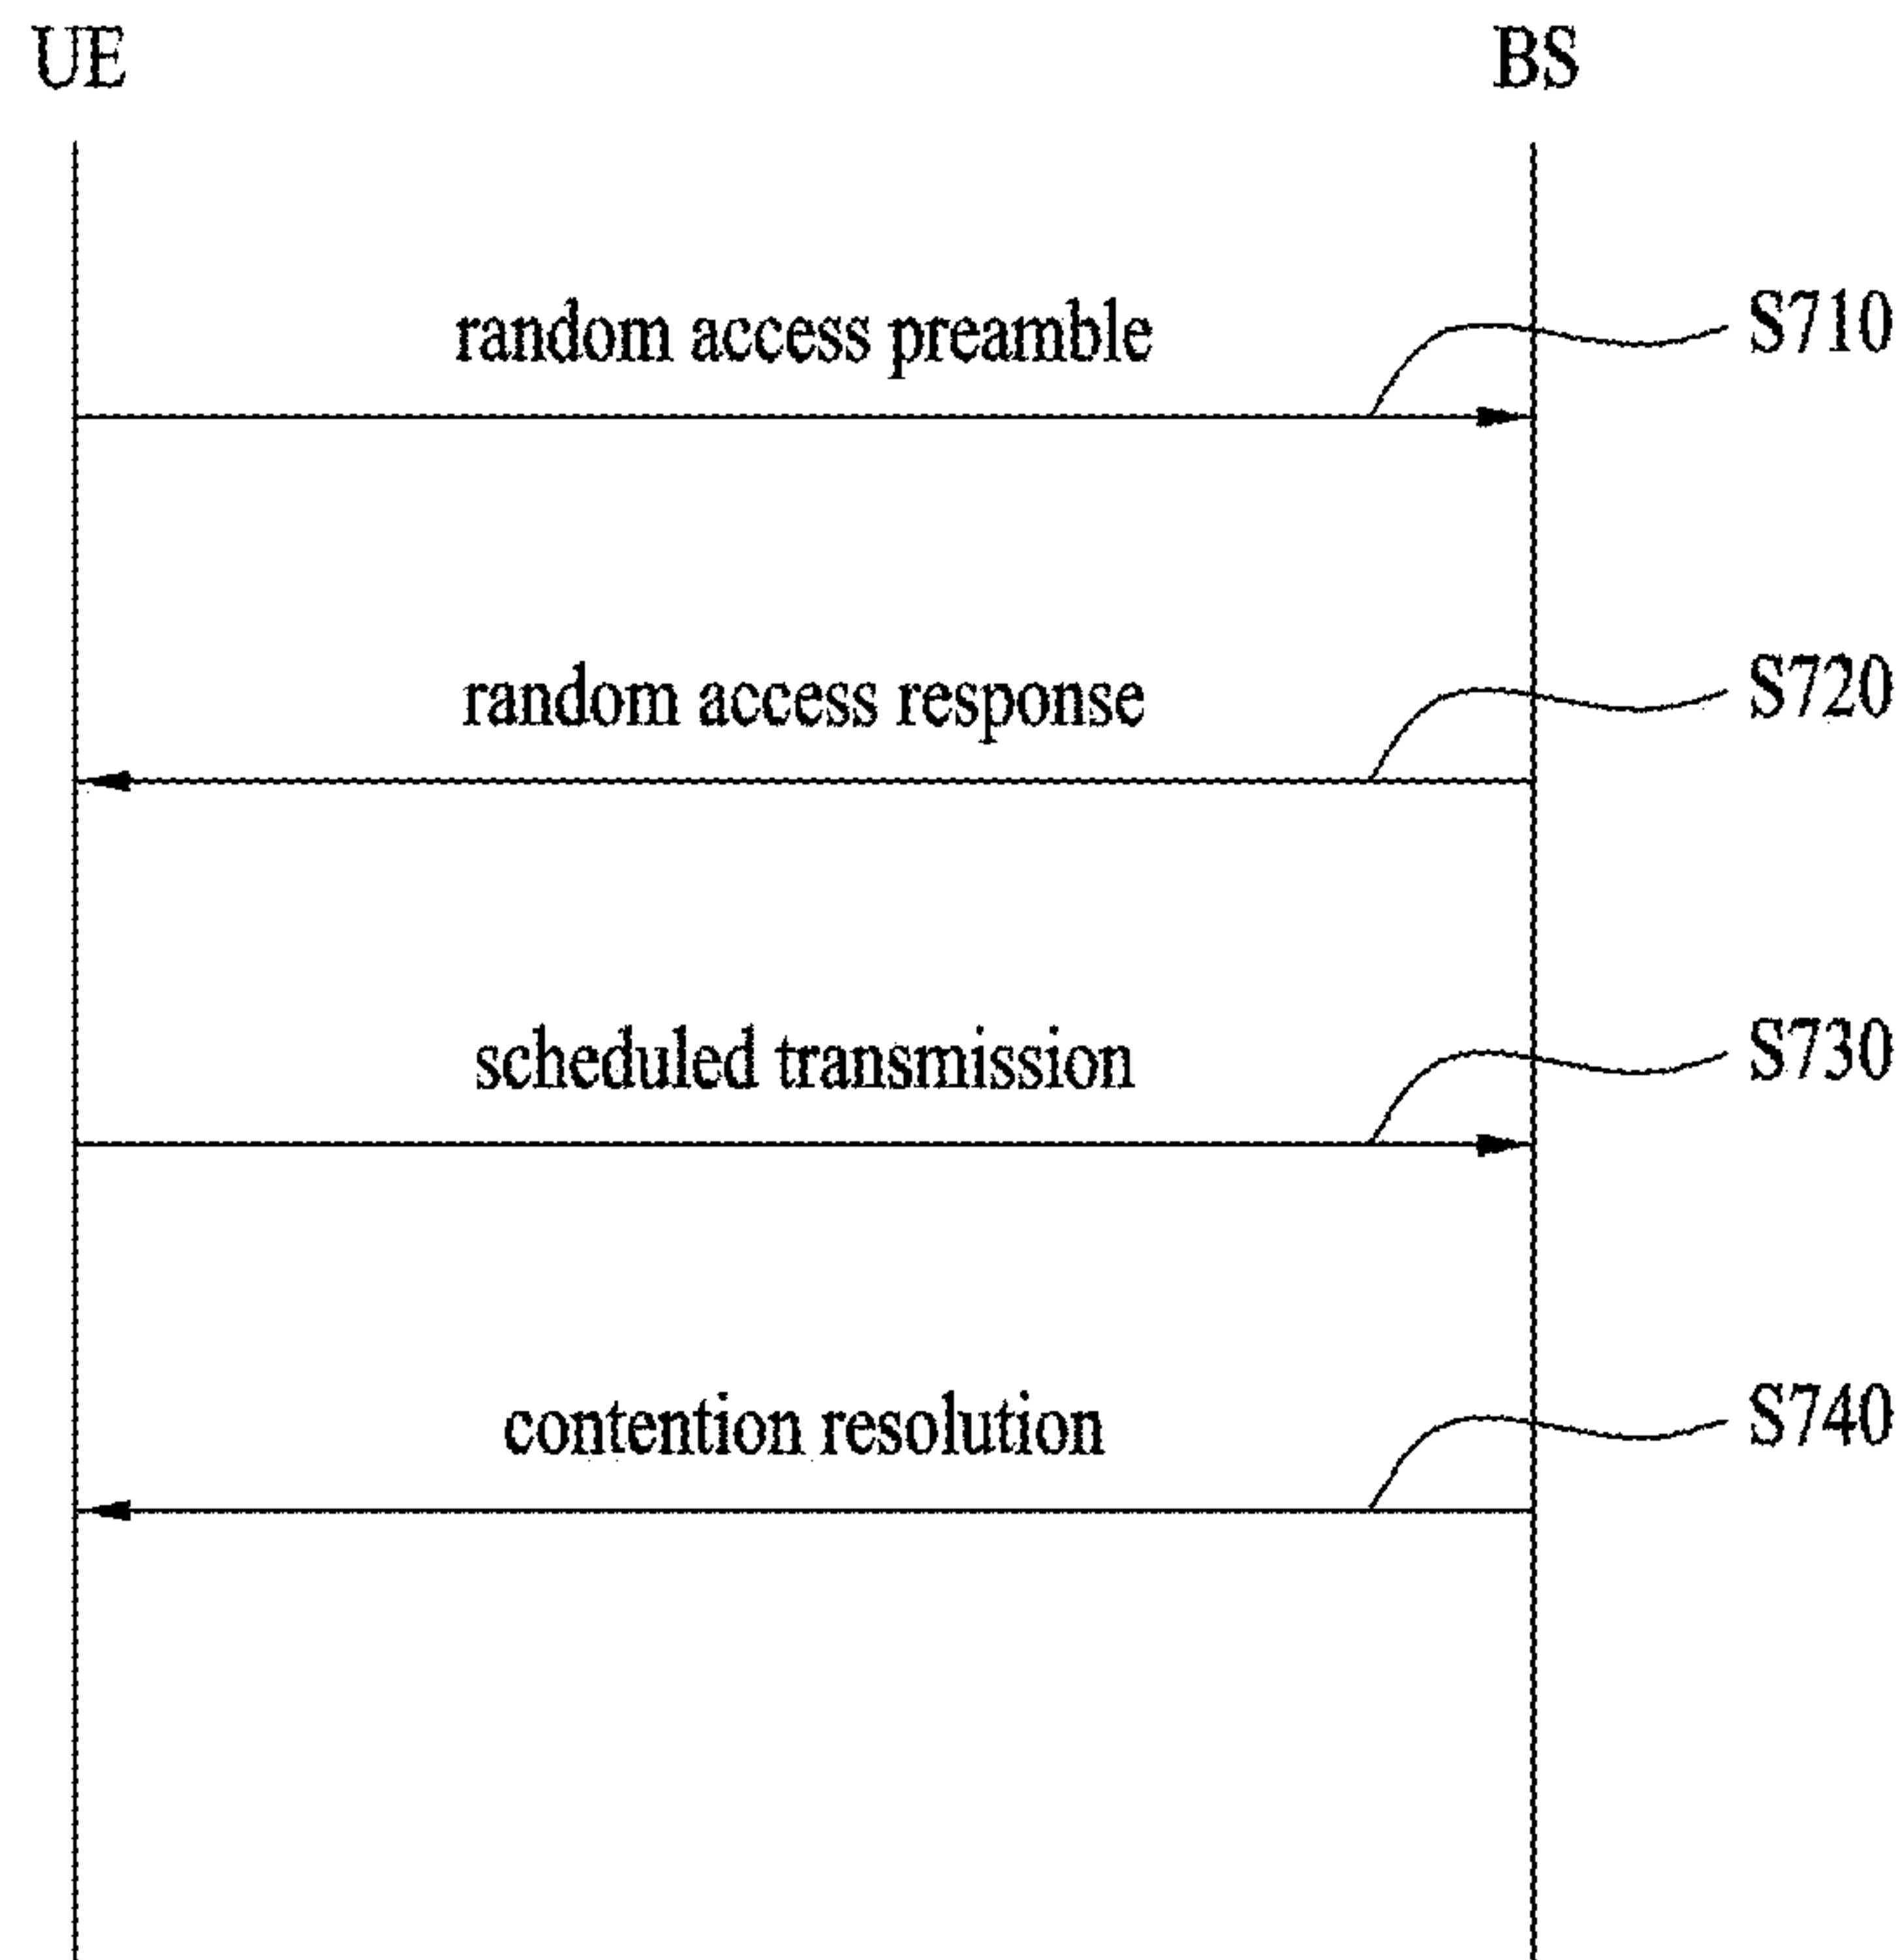 UE BS
random access preamble S710
random access response S720
scheduled transmission S730
contention resolution S740